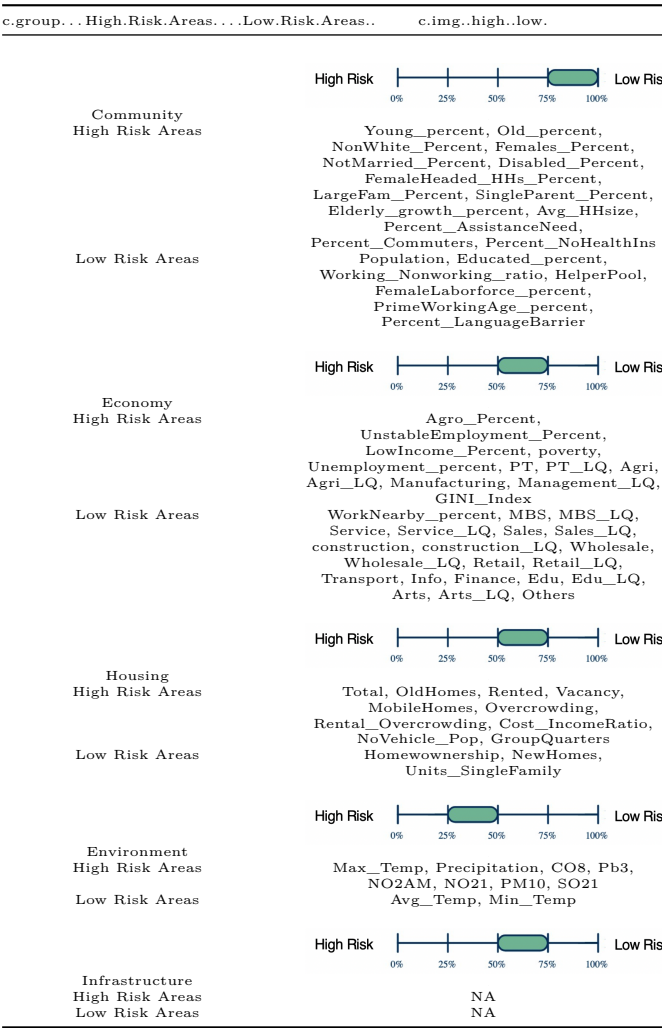 c.group. . . High.Risk.Areas. . . .Low.Risk.Areas.. c.img..high..low.
High Risk Low Ris
0% 25% 50% 75% 100%
Community
High Risk Areas Young_percent, Old_percent,
NonWhite_Percent, Females_Percent,
NotMarried_Percent, Disabled_Percent,
FemaleHeaded_HHs_Percent,
LargeFam_Percent, SingleParent_Percent,
Elderly_growth_percent, Avg_HHsize,
Percent_AssistanceNeed,
Percent_Commuters, Percent_NoHealthIns
Low Risk Areas Population, Educated_percent,
Working_Nonworking_ratio, HelperPool,
FemaleLaborforce_percent,
PrimeWorkingAge_percent,
Percent_LanguageBarrier
High Risk Low Ris
0% 25% 50% 75% 100%
Economy
High Risk Areas Agro_Percent,
UnstableEmployment_Percent,
LowIncome_Percent, poverty,
Unemployment_percent, PT, PT_LQ, Agri,
Agri_LQ, Manufacturing, Management_LQ,
GINI_Index
Low Risk Areas WorkNearby_percent, MBS, MBS_LQ,
Service, Service_LQ, Sales, Sales_LQ,
construction, construction_LQ, Wholesale,
Wholesale_LQ, Retail, Retail_LQ,
Transport, Info, Finance, Edu, Edu_LQ,
Arts, Arts_LQ, Others
High Risk Low Ris
0% 25% 50% 75% 100%
Housing
High Risk Areas Total, OldHomes, Rented, Vacancy,
MobileHomes, Overcrowding,
Rental_Overcrowding, Cost_IncomeRatio,
NoVehicle_Pop, GroupQuarters
Low Risk Areas Homewownership, NewHomes,
Units_SingleFamily
High Risk Low Ris
0% 25% 50% 75% 100%
Environment
High Risk Areas Max_Temp, Precipitation, CO8, Pb3,
NO2AM, NO21, PM10, SO21
Low Risk Areas Avg_Temp, Min_Temp
High Risk Low Ris
0% 25% 50% 75% 100%
Infrastructure
High Risk Areas NA
Low Risk Areas NA